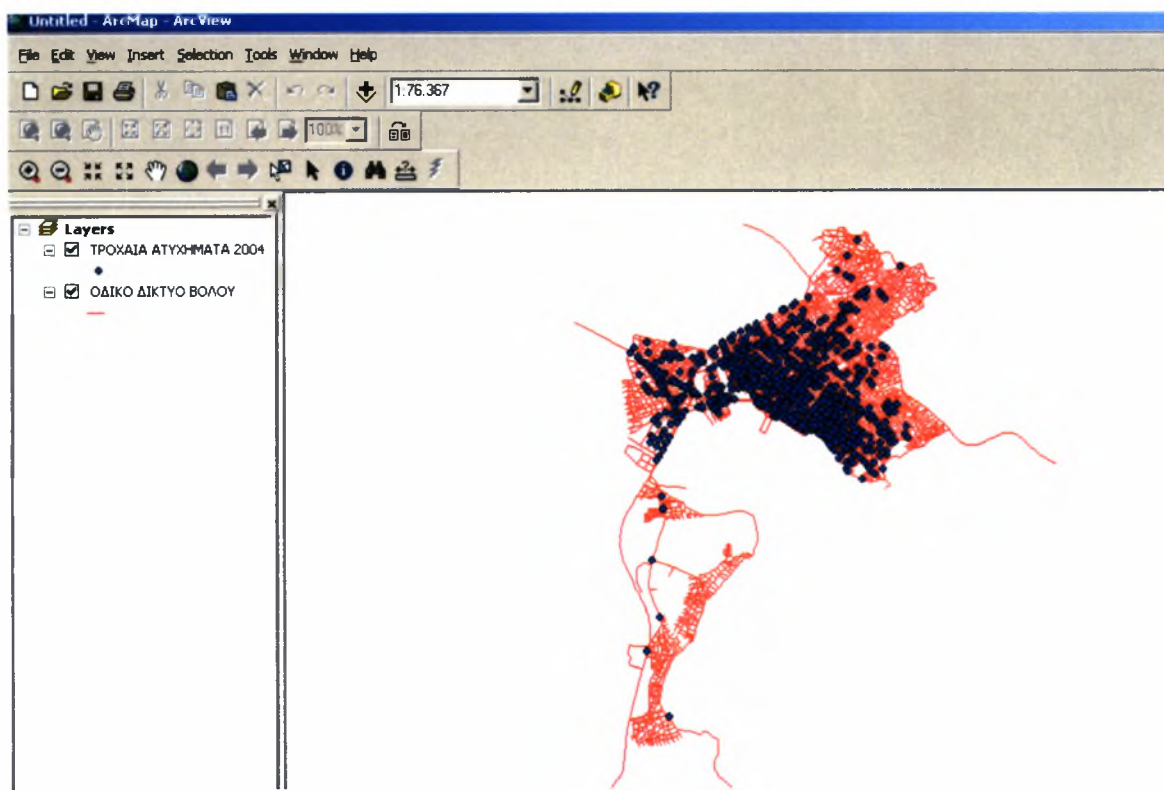 Untitled - ArcMap - ArcView
File Edit View Insert Selection Tools Window Help
1:76.367
100%
Layers
ΤΡΟΧΑΙΑ ΑΤΥΧΗΜΑΤΑ 2004
ΟΔΙΚΟ ΔΙΚΤΥΟ ΒΟΛΟΥ